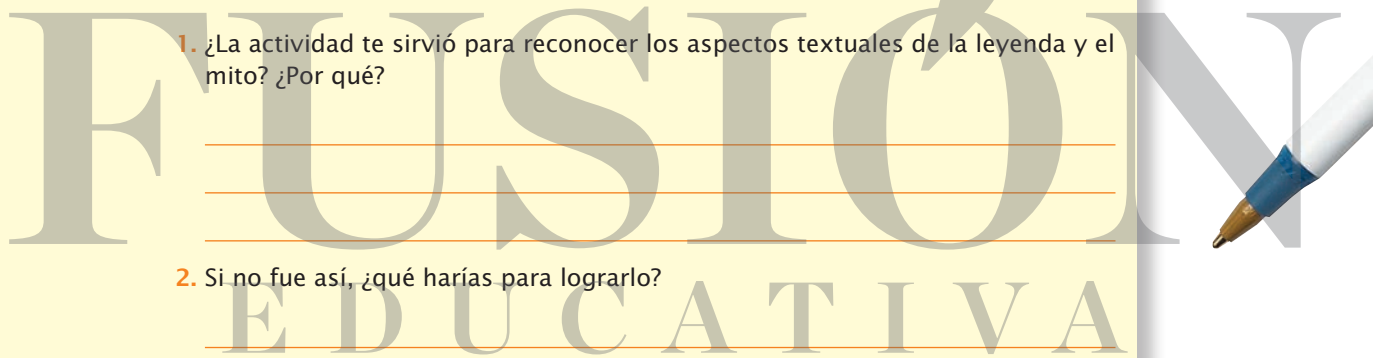 FUSIÓN
1. ¿La actividad te sirvió para reconocer los aspectos textuales de la leyenda y el
mito? ¿Por qué?
2. Si no fue así, ¿qué harías para lograrlo?
EDUCATIVA